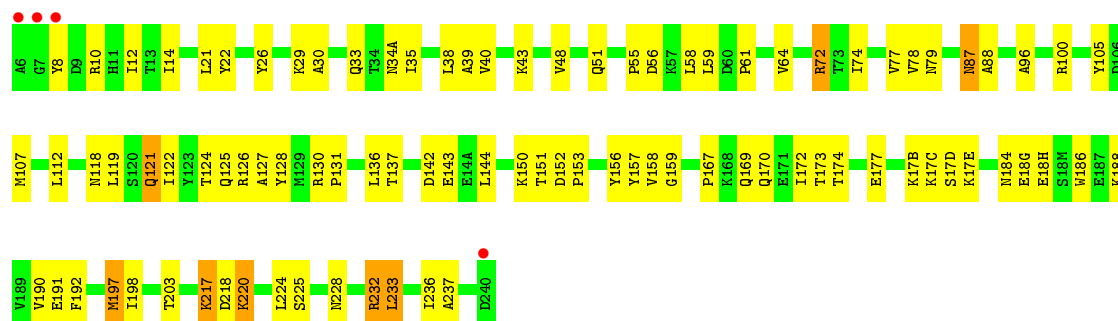 A6 G7 Y8 D9 R10 H11 I12 T13 I14 L21 Y22 Y26 K29 A30 Q33 T34 N34A I35 L38 A39 V40 K43 V48 Q51 P55 D56 K57 L58 L59 D60 P61 V64 R72 T73 I74 V77 V78 N79 N87 A88 A96 R100 Y105 D106
M107 L112 N118 L119 S120 Q121 I122 Y123 T124 Q125 R126 A127 Y128 M129 R130 P131 L136 T137 D142 E143 E14A L144 K150 T151 D152 P153 Y156 Y157 V158 G159 P167 K168 Q169 Q170 E171 I172 T173 T174 E177 K17B K17C S17D K17E N184 E18G E18H S18M W186 E187 K188
V189 V190 E191 F192 M197 I198 T203 K217 D218 K220 L224 S225 N228 R232 L233 I236 A237 D240